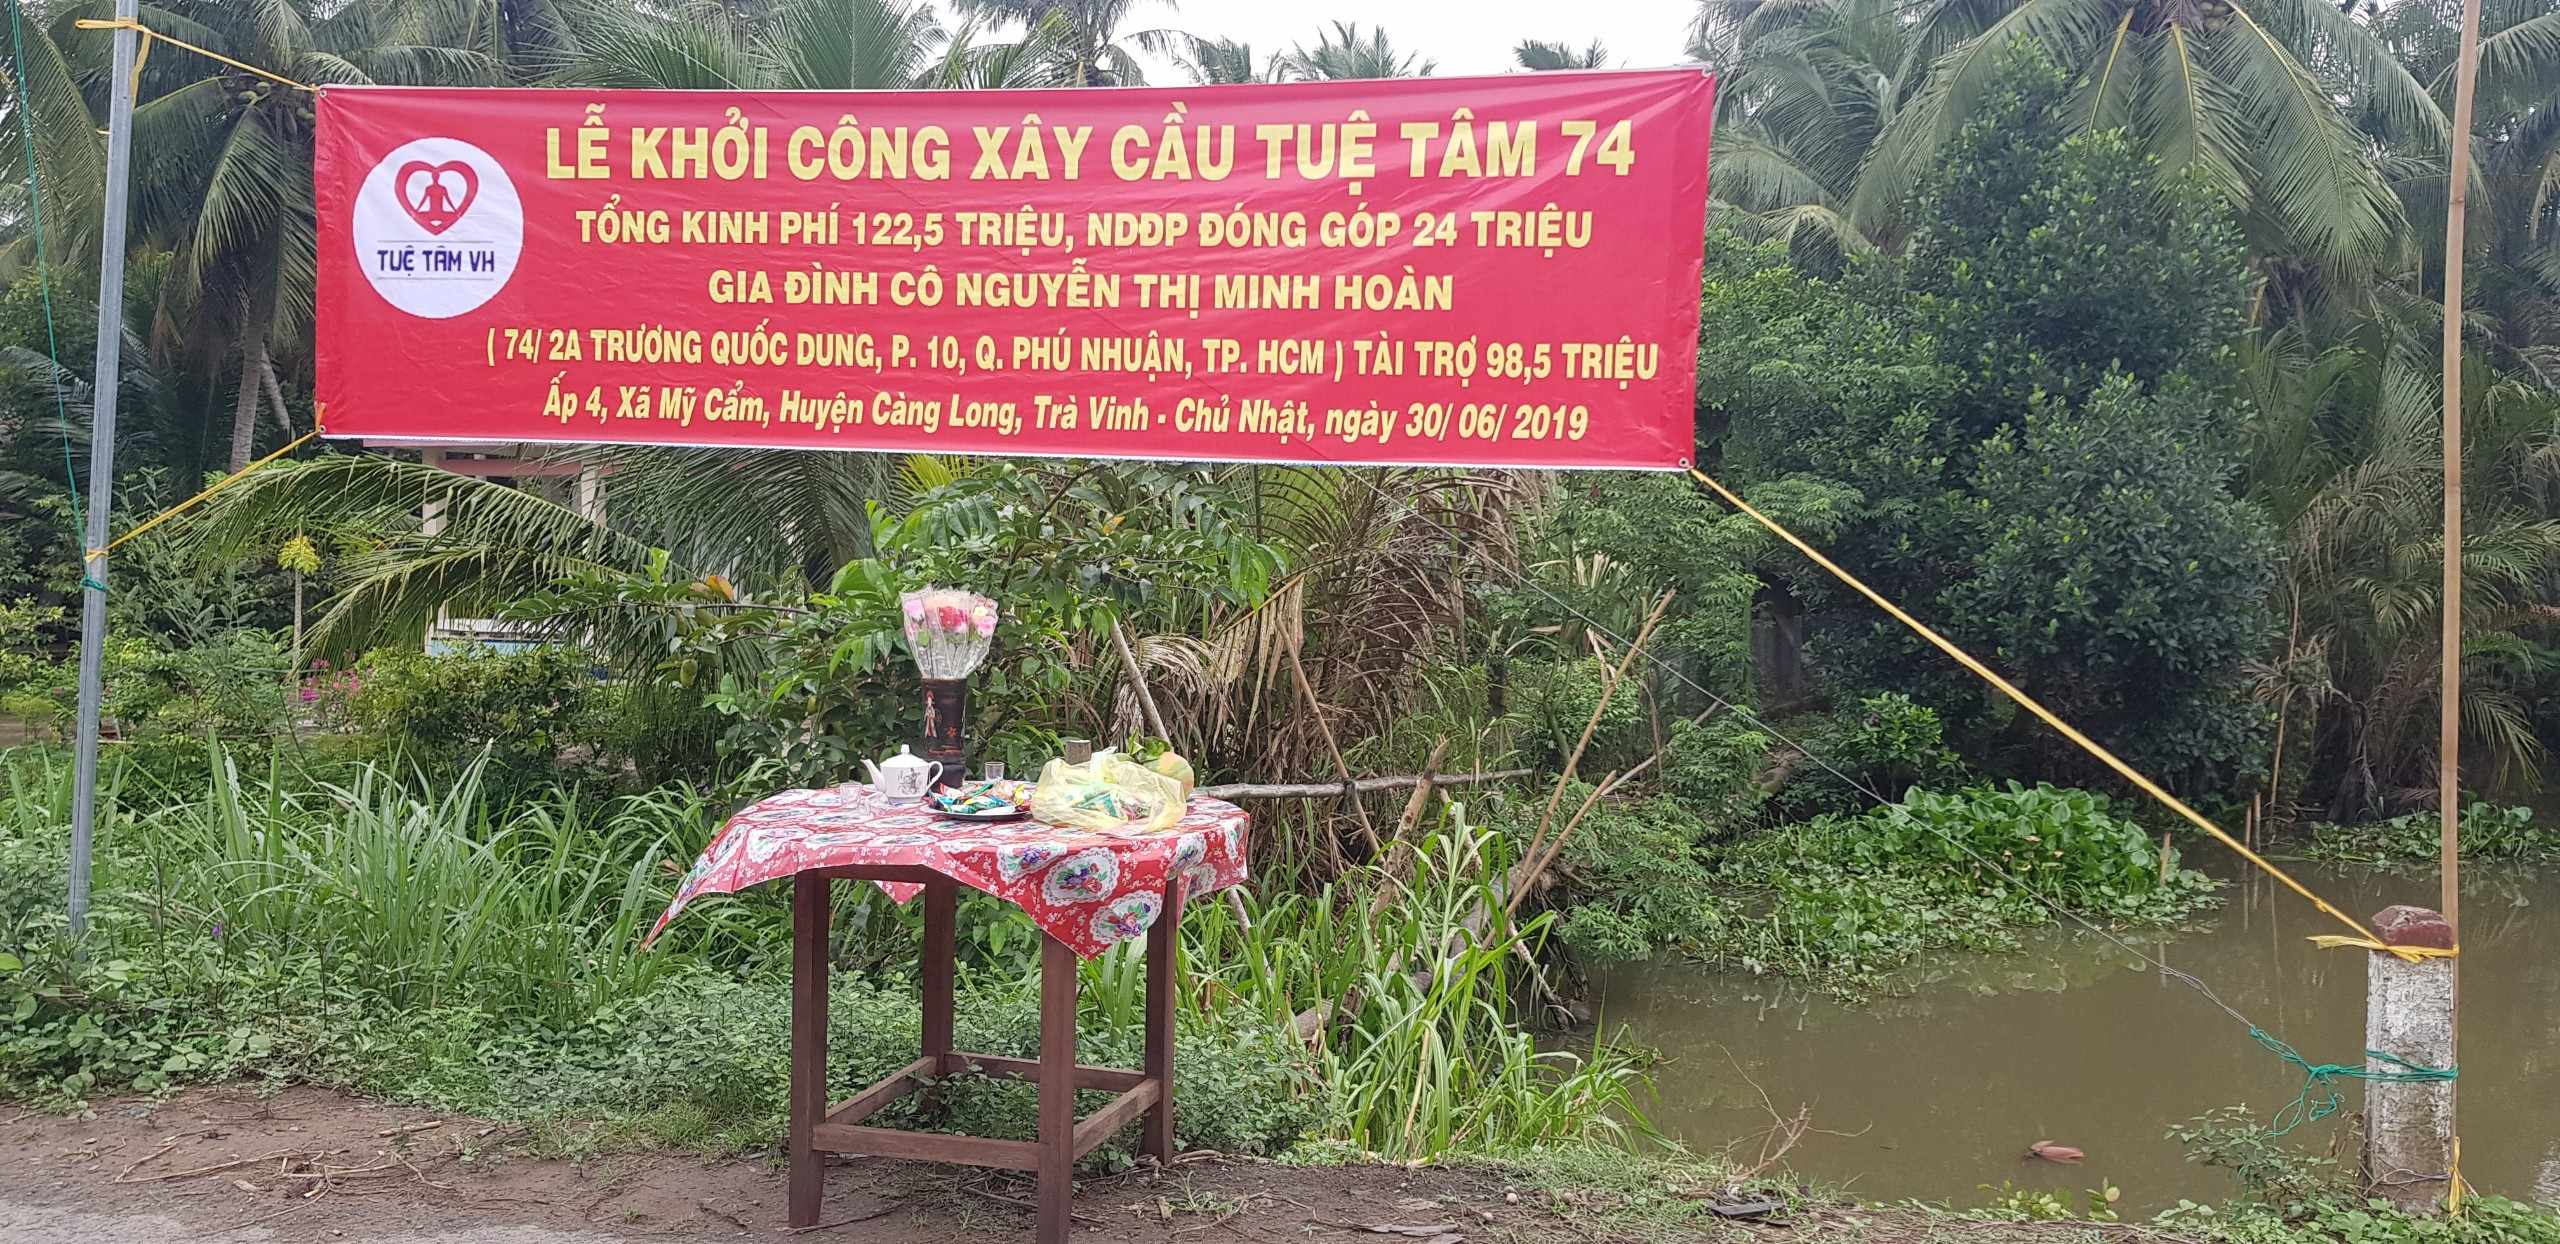 LỄ KHỞI CÔNG XÂY CẦU TUỆ TÂM 74
TỔNG KINH PHÍ 122,5 TRIỆU, NDĐP ĐÓNG GÓP 24 TRIỆU
GIA ĐÌNH CÔ NGUYỄN THỊ MINH HOÀN
( 74/ 2A TRƯƠNG QUỐC DUNG, P. 10, Q. PHÚ NHUẬN, TP. HCM ) TÀI TRỢ 98,5 TRIỆU
Ấp 4, Xã Mỹ Cẩm, Huyện Càng Long, Trà Vinh - Chủ Nhật, ngày 30/ 06/ 2019
TUỆ TÂM VH